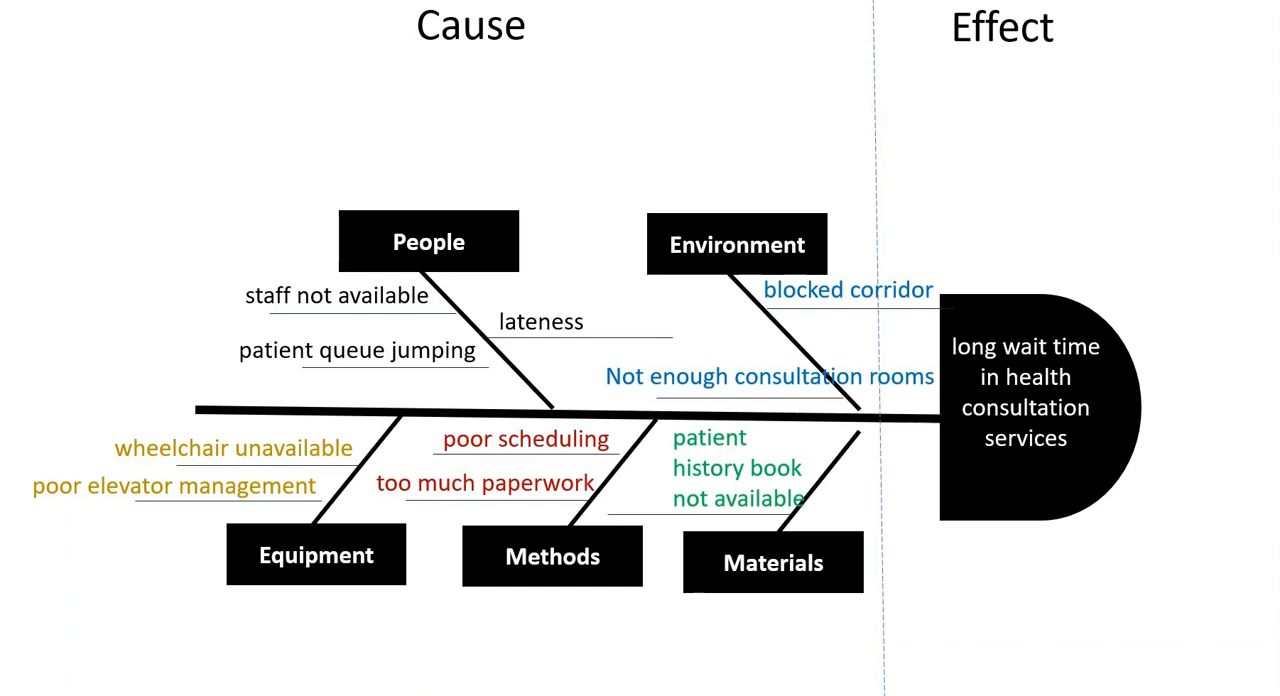 Cause
Effect
People
Environment
staff not available
blocked corridor
lateness
patient queue jumping
Not enough consultation rooms
long wait time
in health
consultation
services
wheelchair unavailable
poor elevator management
poor scheduling
too much paperwork
patient
history book
not available
Equipment
Methods
Materials